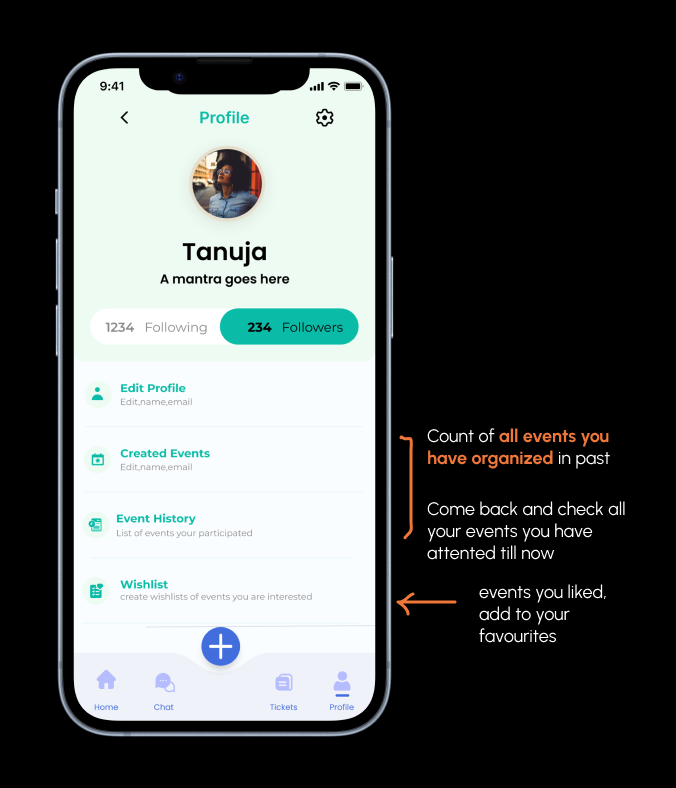 9:41
Profile
Tanuja
A mantra goes here
1234 Following
234 Followers
Edit Profile
Edit,name,email
Created Events
Edit,name,email
Event History
List of events your participated
Wishlist
create wishlists of events you are interested
Home
Chat
Tickets
Profile
Count of all events you
have organized in past
Come back and check all
your events you have
attented till now
events you liked,
add to your
favourites